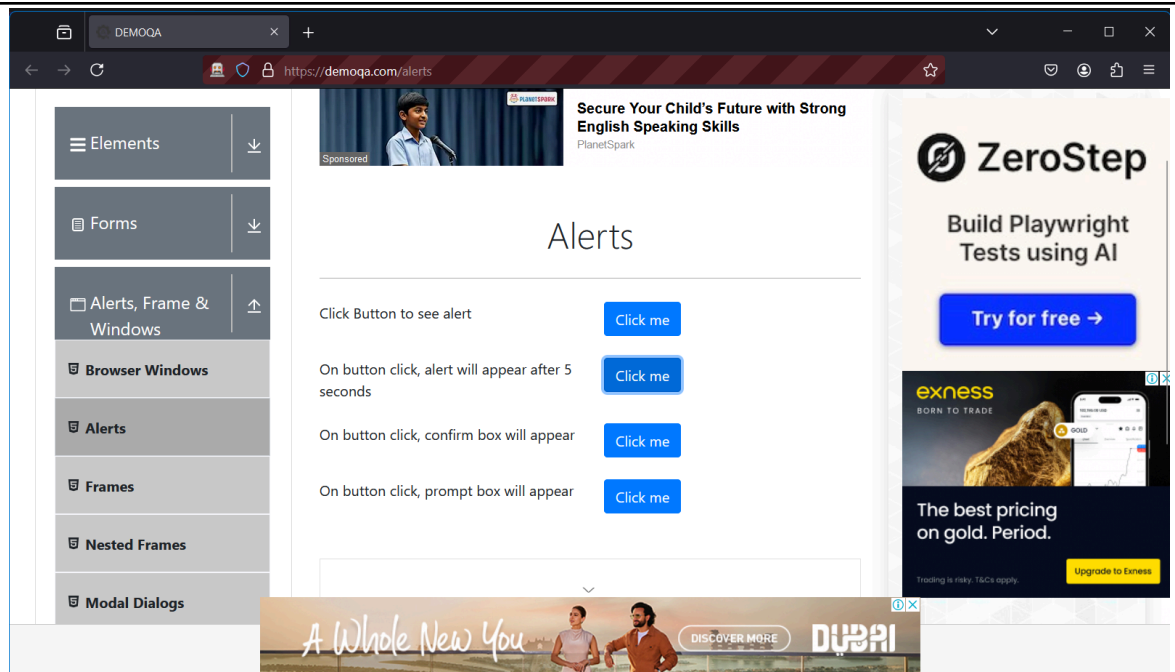 DEMOQA
https://demoqa.com/alerts
Elements
Forms
Alerts, Frame &
Windows
Browser Windows
Alerts
Frames
Nested Frames
Modal Dialogs
PLANETSPARK
Sponsored
Secure Your Child's Future with Strong
English Speaking Skills
PlanetSpark
Alerts
Click Button to see alert
Click me
On button click, alert will appear after 5
seconds
Click me
On button click, confirm box will appear
Click me
On button click, prompt box will appear
Click me
ZeroStep
Build Playwright
Tests using AI
Try for free →
exness
BORN TO TRADE
GOLD
The best pricing
on gold. Period.
Trading is risky. T&Cs apply.
Upgrade to Exness
A Whole New You
DISCOVER MORE
DUBAI